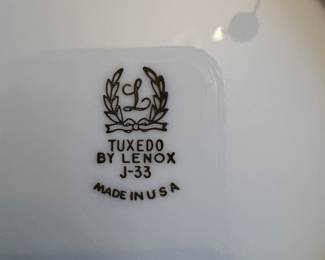 L
TUXEDO
BY LENOX
J-33
MADE IN USA